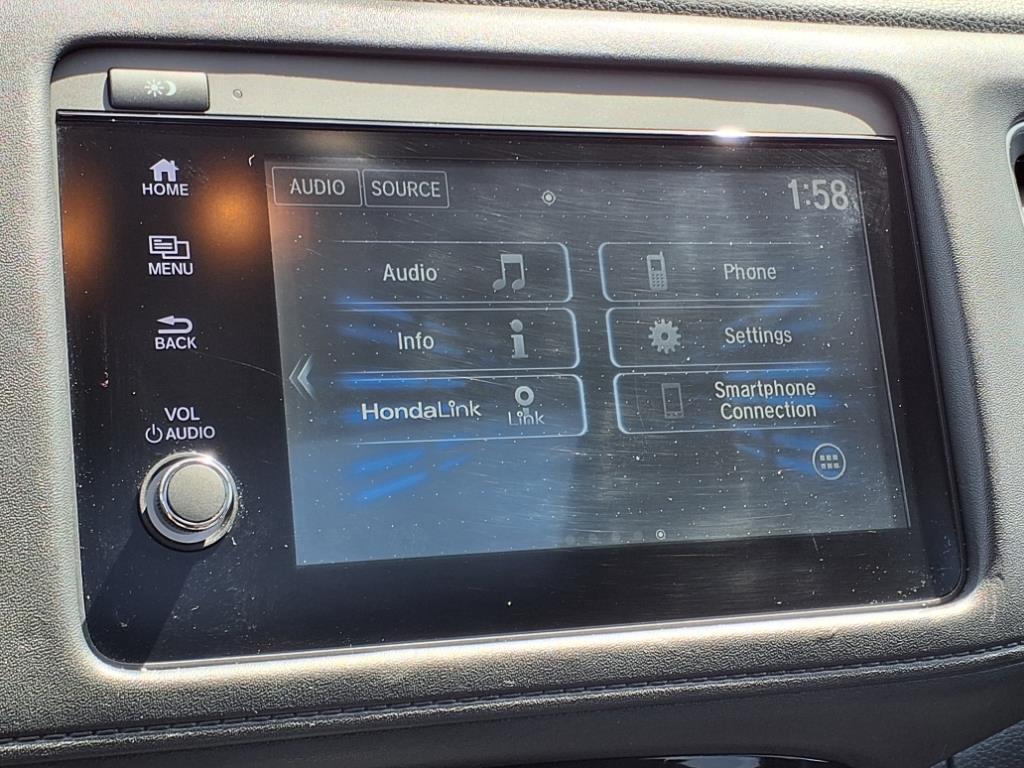 HOME
MENU
BACK
VOL
AUDIO
AUDIO SOURCE 1:58
Audio Phone
Info Settings
HondaLink Link Smartphone
Connection